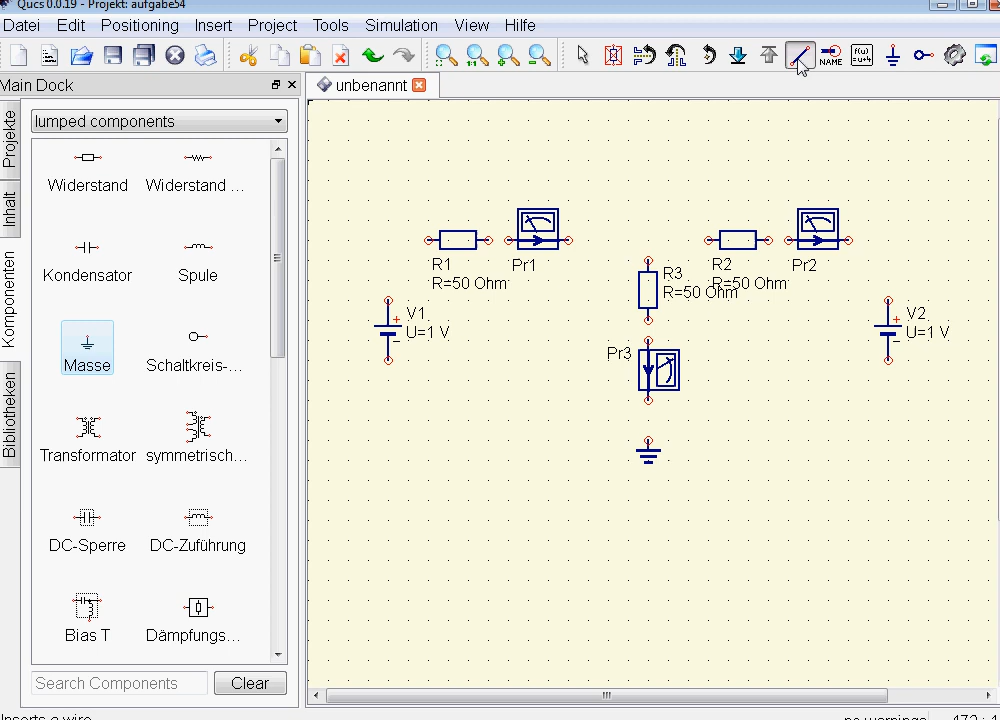 Qucs 0.0.19 - Projekt: aufgabe54
Datei Edit Positioning Insert Project Tools Simulation View Hilfe
1:1
NAME
f(u)
=u+4
Main Dock
unbenannt
Projekte
Inhalt
Komponenten
Bibliotheken
lumped components
Widerstand Widerstand ...
Kondensator Spule
Masse Schaltkreis-...
Transformator symmetrisch...
DC-Sperre DC-Zuführung
Bias T Dämpfungs...
Search Components Clear
R1
R=50 Ohm
Pr1
R3
R=50 Ohm
R2
R=50 Ohm
Pr2
V1
U=1 V
V2
U=1 V
Pr3
Inserts a wire
no warnings